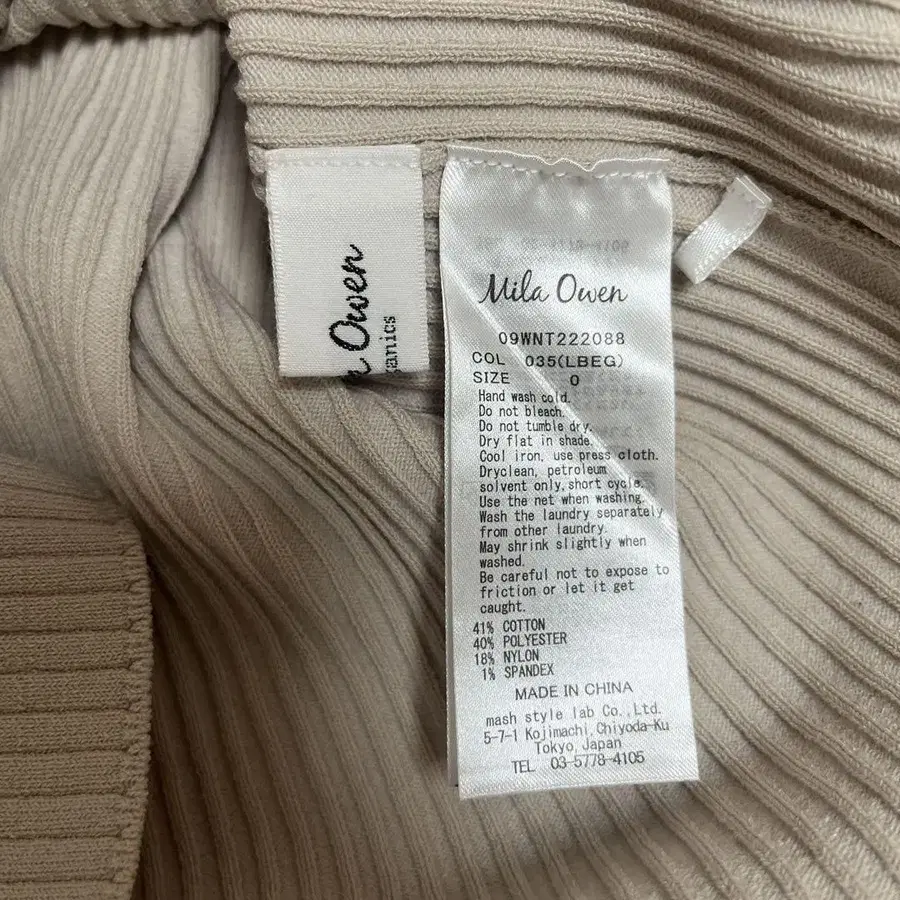 Owen
Mila Owen
09WNT222088
COL 035(LBEG)
SIZE 0
Hand wash cold.
Do not bleach.
Do not tumble dry.
Dry flat in shade.
Cool iron, use press cloth.
Dryclean, petroleum
solvent only, short cycle.
Use the net when washing.
Wash the laundry separately
from other laundry.
May shrink slightly when
washed.
Be careful not to expose to
friction or let it get
caught.
41% COTTON
40% POLYESTER
18% NYLON
1% SPANDEX
MADE IN CHINA
mash style lab Co.,Ltd.
5-7-1 Kojimachi,Chiyoda-Ku
Tokyo,Japan
TEL 03-5778-4105